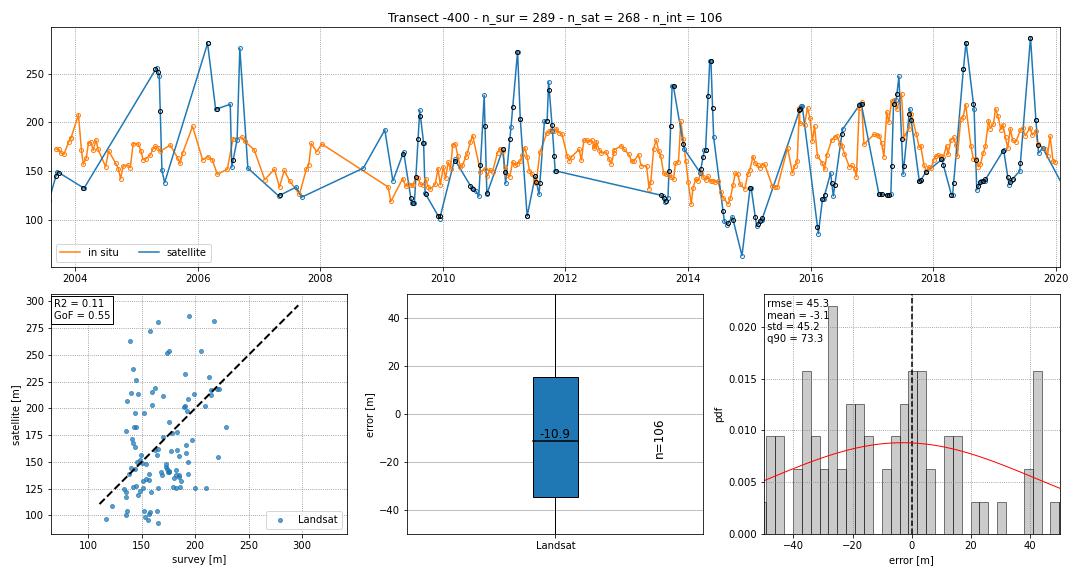 Transect -400 - n_sur = 289 - n_sat = 268 - n_int = 106
250
200
150
100
in situ
satellite
2004
2006
2008
2010
2012
2014
2016
2018
2020
R2 = 0.11
GoF = 0.55
300
275
250
225
200
175
150
125
100
satellite [m]
Landsat
100
150
200
250
300
survey [m]
40
20
0
−20
−40
error [m]
-10.9
n=106
Landsat
rmse = 45.3
mean = -3.1
std = 45.2
q90 = 73.3
0.020
0.015
0.010
0.005
0.000
pdf
−40
−20
0
20
40
error [m]